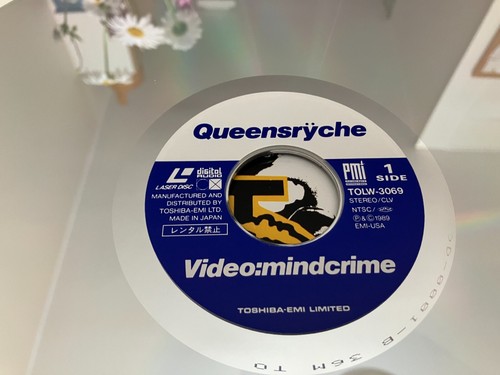 Queensrÿche
LASER DISC
digital AUDIO
MANUFACTURED AND
DISTRIBUTED BY
TOSHIBA-EMI LTD.
MADE IN JAPAN
レンタル禁止
PMI
1
SIDE
TOLW-3069
STEREO/CLV
NTSC/
Ⓟ&Ⓒ1989
EMI-USA
Video:mindcrime
TOSHIBA-EMI LIMITED